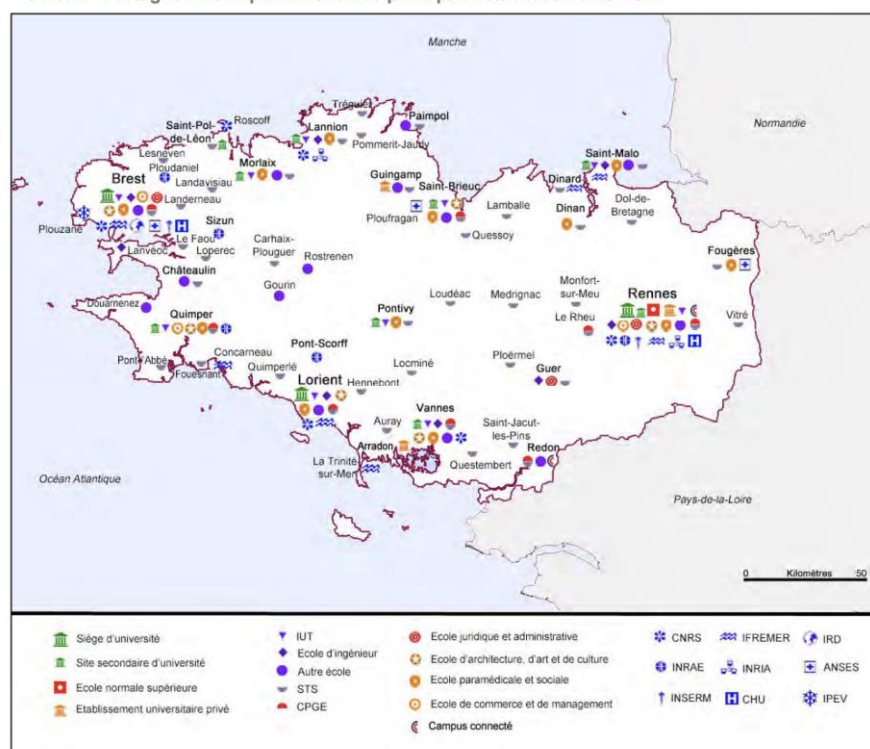 Manche
Normandie
Tréguier
Paimpol
Roscoff
Saint-Pol-
de-Léon
Lannion
Pommerit-Jaudy
Lesneven
Ploudaniel
Morlaix
Guingamp
Saint-Malo
Brest
Landivisiau
Saint-Brieuc
Dinard
Landerneau
Lamballe
Dol-de-
Bretagne
Dinan
Ploufragan
Plouzané
Sizun
Quessoy
Fougères
Le Faou
Lanvéoc
Loperec
Carhaix-
Plouguer
Rostrenen
Châteaulin
Gourin
Loudéac
Medrignac
Monfort-
sur-Meu
Rennes
Douarnenez
Pontivy
Le Rheu
Vitré
Quimper
Pont-Scorff
Pont-l'Abbé
Concarneau
Fouesnant
Quimperlé
Locminé
Ploërmel
Guer
Lorient
Hennebont
Vannes
Auray
Saint-Jacut-
les-Pins
Arradon
Redon
Questembert
La Trinité-
sur-Mer
Océan Atlantique
Pays-de-la-Loire
0 Kilomètres 50
Siège d'université
Site secondaire d'université
Ecole normale supérieure
Etablissement universitaire privé
IUT
Ecole d'ingénieur
Autre école
STS
CPGE
Ecole juridique et administrative
Ecole d'architecture, d'art et de culture
Ecole paramédicale et sociale
Ecole de commerce et de management
Campus connecté
CNRS
IFREMER
IRD
INRAE
INRIA
ANSES
INSERM
CHU
IPEV